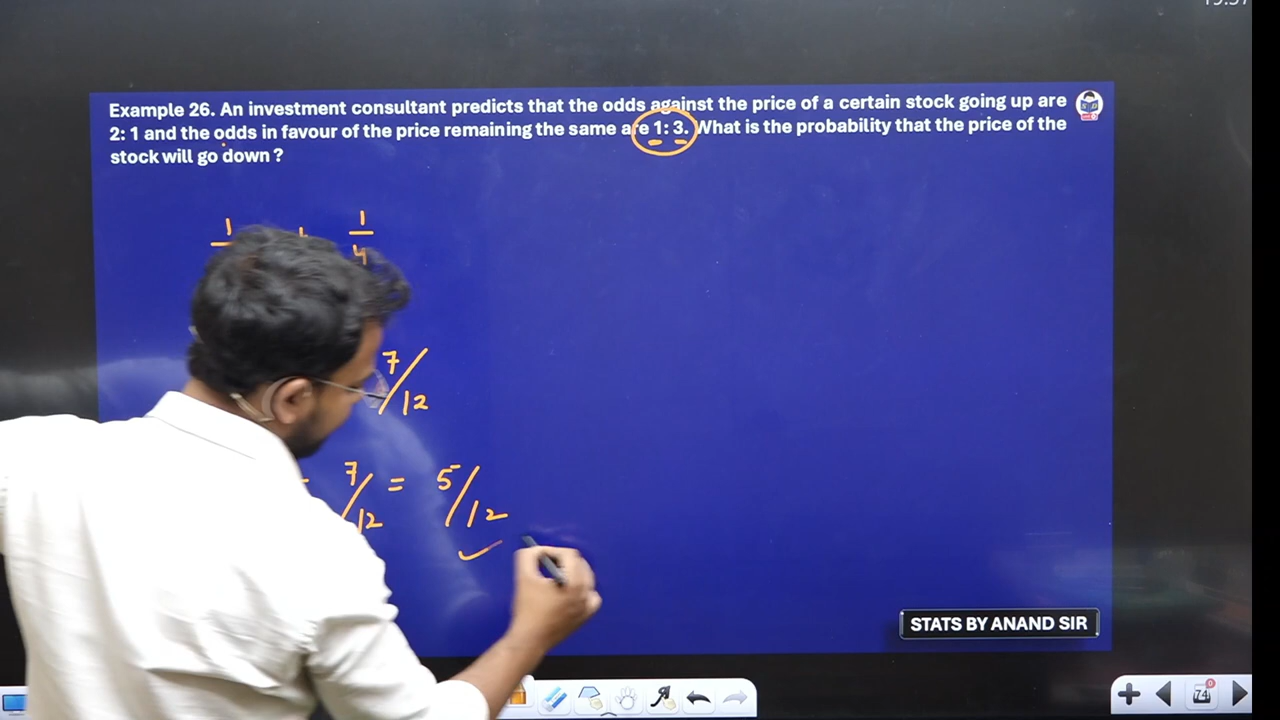 Example 26. An investment consultant predicts that the odds against the price of a certain stock going up are
2: 1 and the odds in favour of the price remaining the same are 1: 3. What is the probability that the price of the
stock will go down ?
1 1/4
7/12
7/12 = 5/12
STATS BY ANAND SIR
74